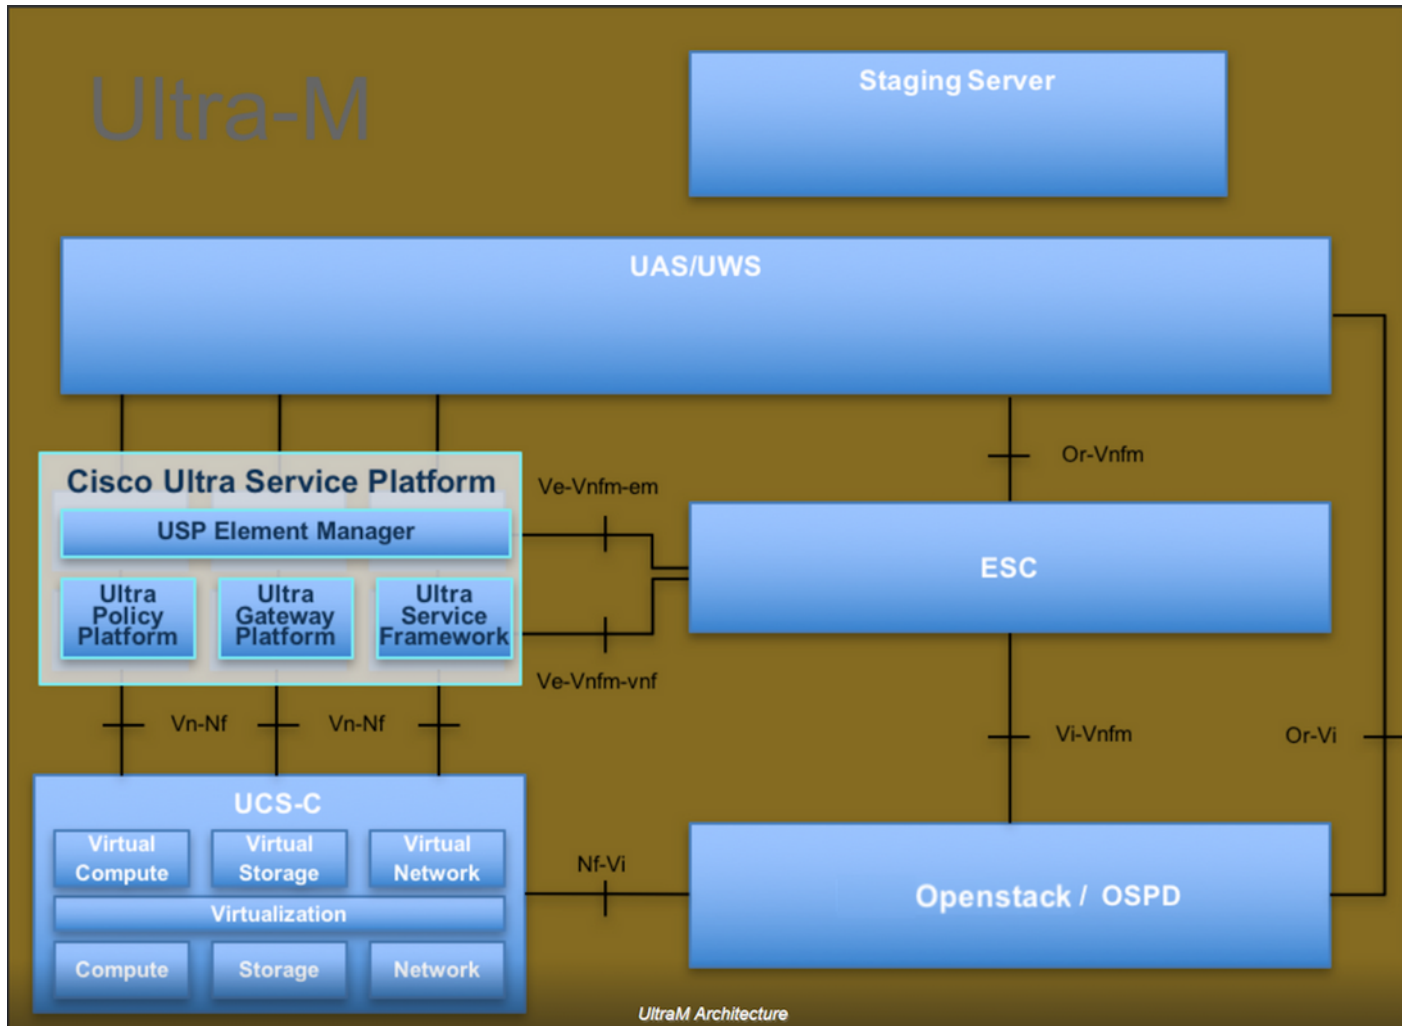 Ultra-M
Staging Server
UAS/UWS
Or-Vnfm
Cisco Ultra Service Platform
Ve-Vnfm-em
USP Element Manager
ESC
Ultra
Policy
Platform
Ultra
Gateway
Platform
Ultra
Service
Framework
Ve-Vnfm-vnf
Vn-Nf
Vn-Nf
Vi-Vnfm
Or-Vi
UCS-C
Virtual
Compute
Virtual
Storage
Virtual
Network
Nf-Vi
Openstack / OSPD
Virtualization
Compute
Storage
Network
UltraM Architecture